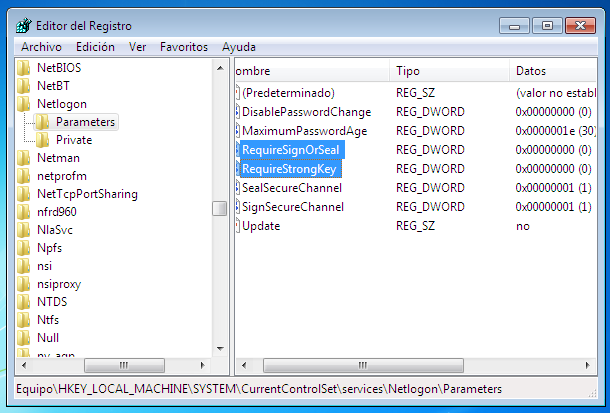 Editor del Registro
Archivo Edición Ver Favoritos Ayuda
NetBIOS
NetBT
Netlogon
Parameters
Private
Netman
netprofm
NetTcpPortSharing
nfrd960
NlaSvc
Npfs
nsi
nsiproxy
NTDS
Ntfs
Null
nv_agp
ombre Tipo Datos
(Predeterminado) REG_SZ (valor no establ
DisablePasswordChange REG_DWORD 0x00000000 (0)
MaximumPasswordAge REG_DWORD 0x0000001e (30)
RequireSignOrSeal REG_DWORD 0x00000000 (0)
RequireStrongKey REG_DWORD 0x00000000 (0)
SealSecureChannel REG_DWORD 0x00000001 (1)
SignSecureChannel REG_DWORD 0x00000001 (1)
Update REG_SZ no
Equipo\HKEY_LOCAL_MACHINE\SYSTEM\CurrentControlSet\services\Netlogon\Parameters